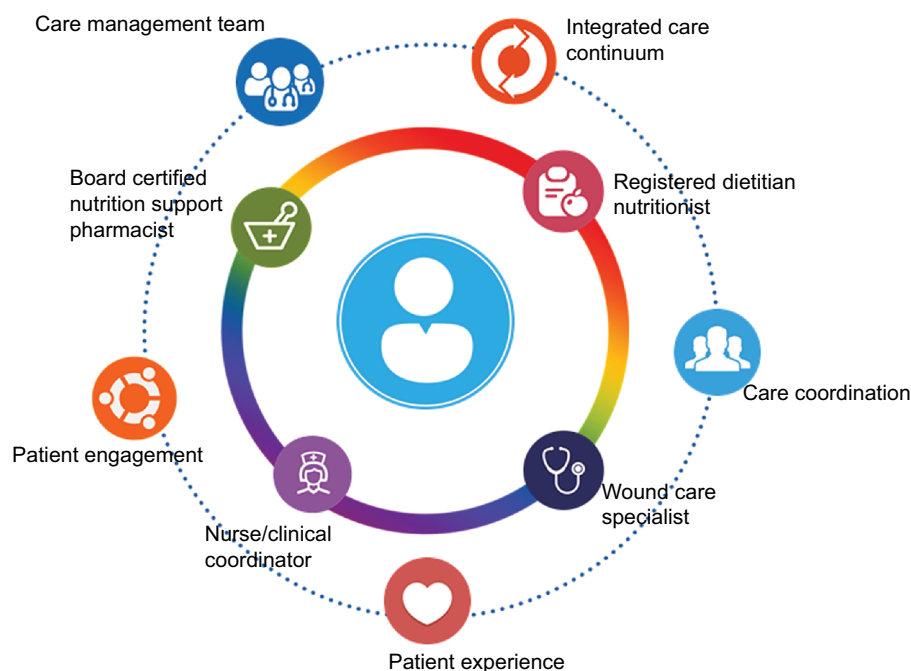 Care management team
Integrated care
continuum
Board certified
nutrition support
pharmacist
Registered dietitian
nutritionist
Care coordination
Patient engagement
Nurse/clinical
coordinator
Wound care
specialist
Patient experience